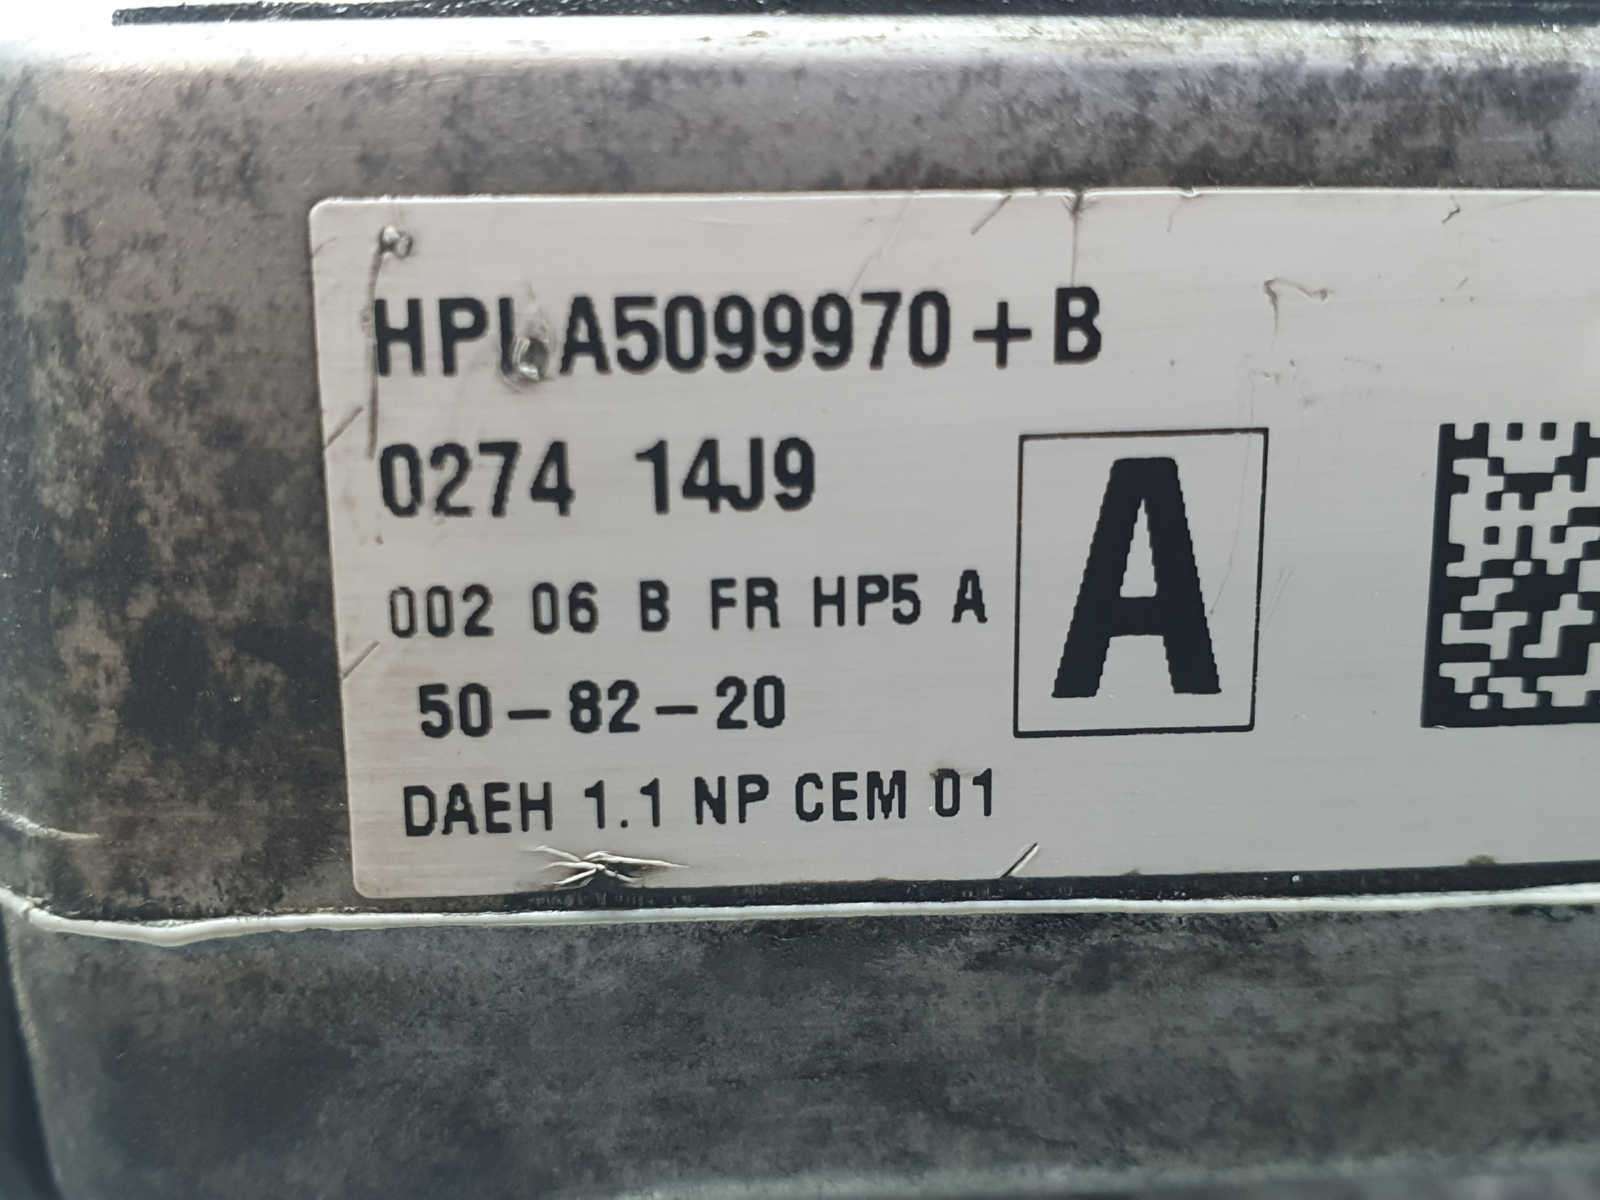 HPLA5099970+B
0274 14J9
002 06 B FR HP5 A
50-82-20
DAEH 1.1 NP CEM 01
A